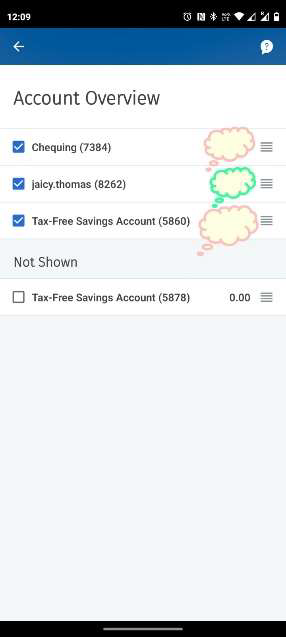 12:09
Account Overview
Chequing (7384)
jaicy.thomas (8262)
Tax-Free Savings Account (5860)
Not Shown
Tax-Free Savings Account (5878) 0.00